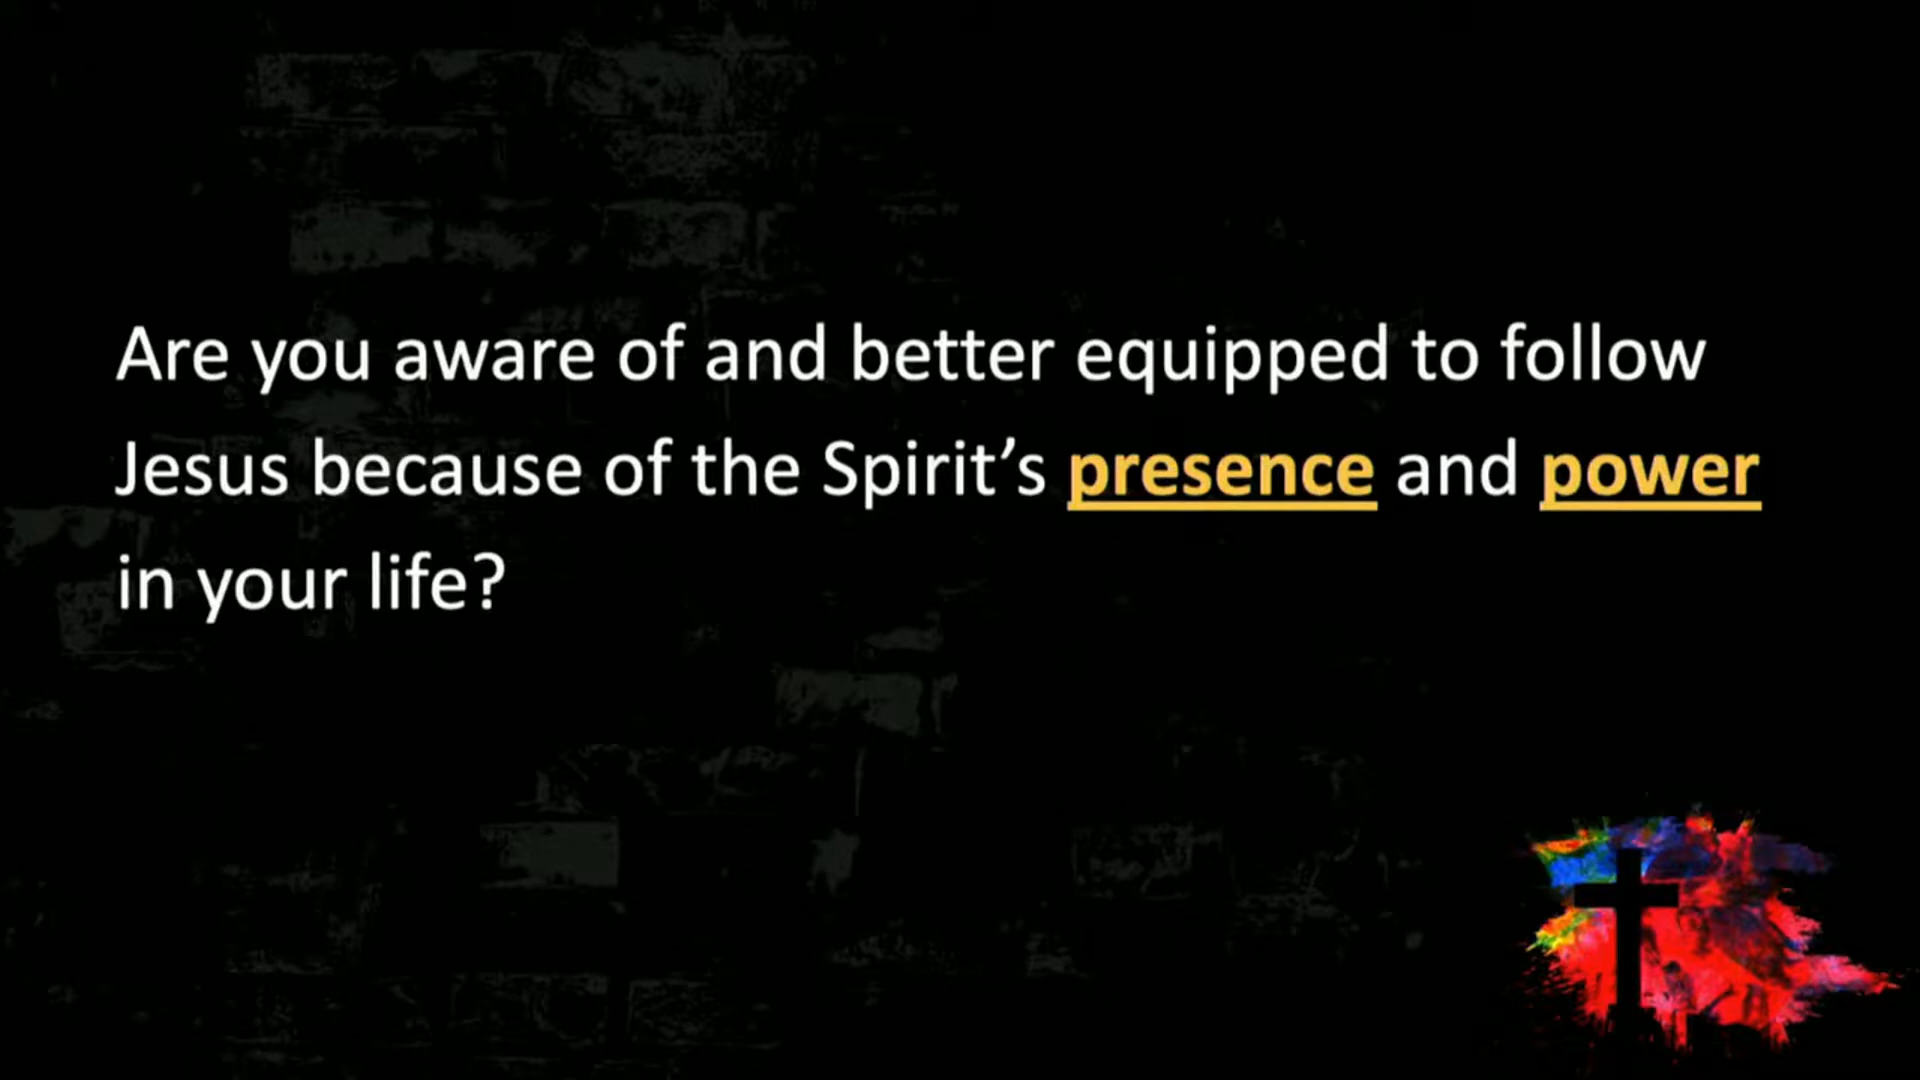 Are you aware of and better equipped to follow
Jesus because of the Spirit’s presence and power
in your life?